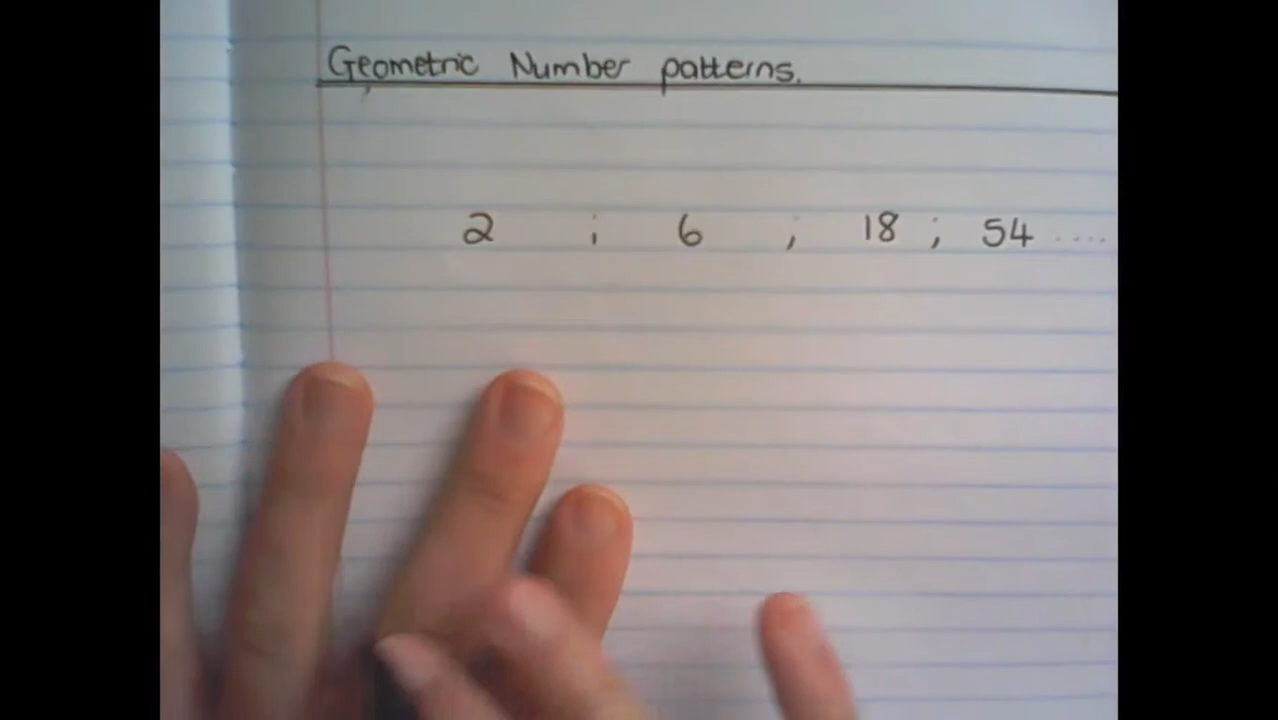 Geometric Number patterns.
2 ; 6 ; 18 ; 54 ....